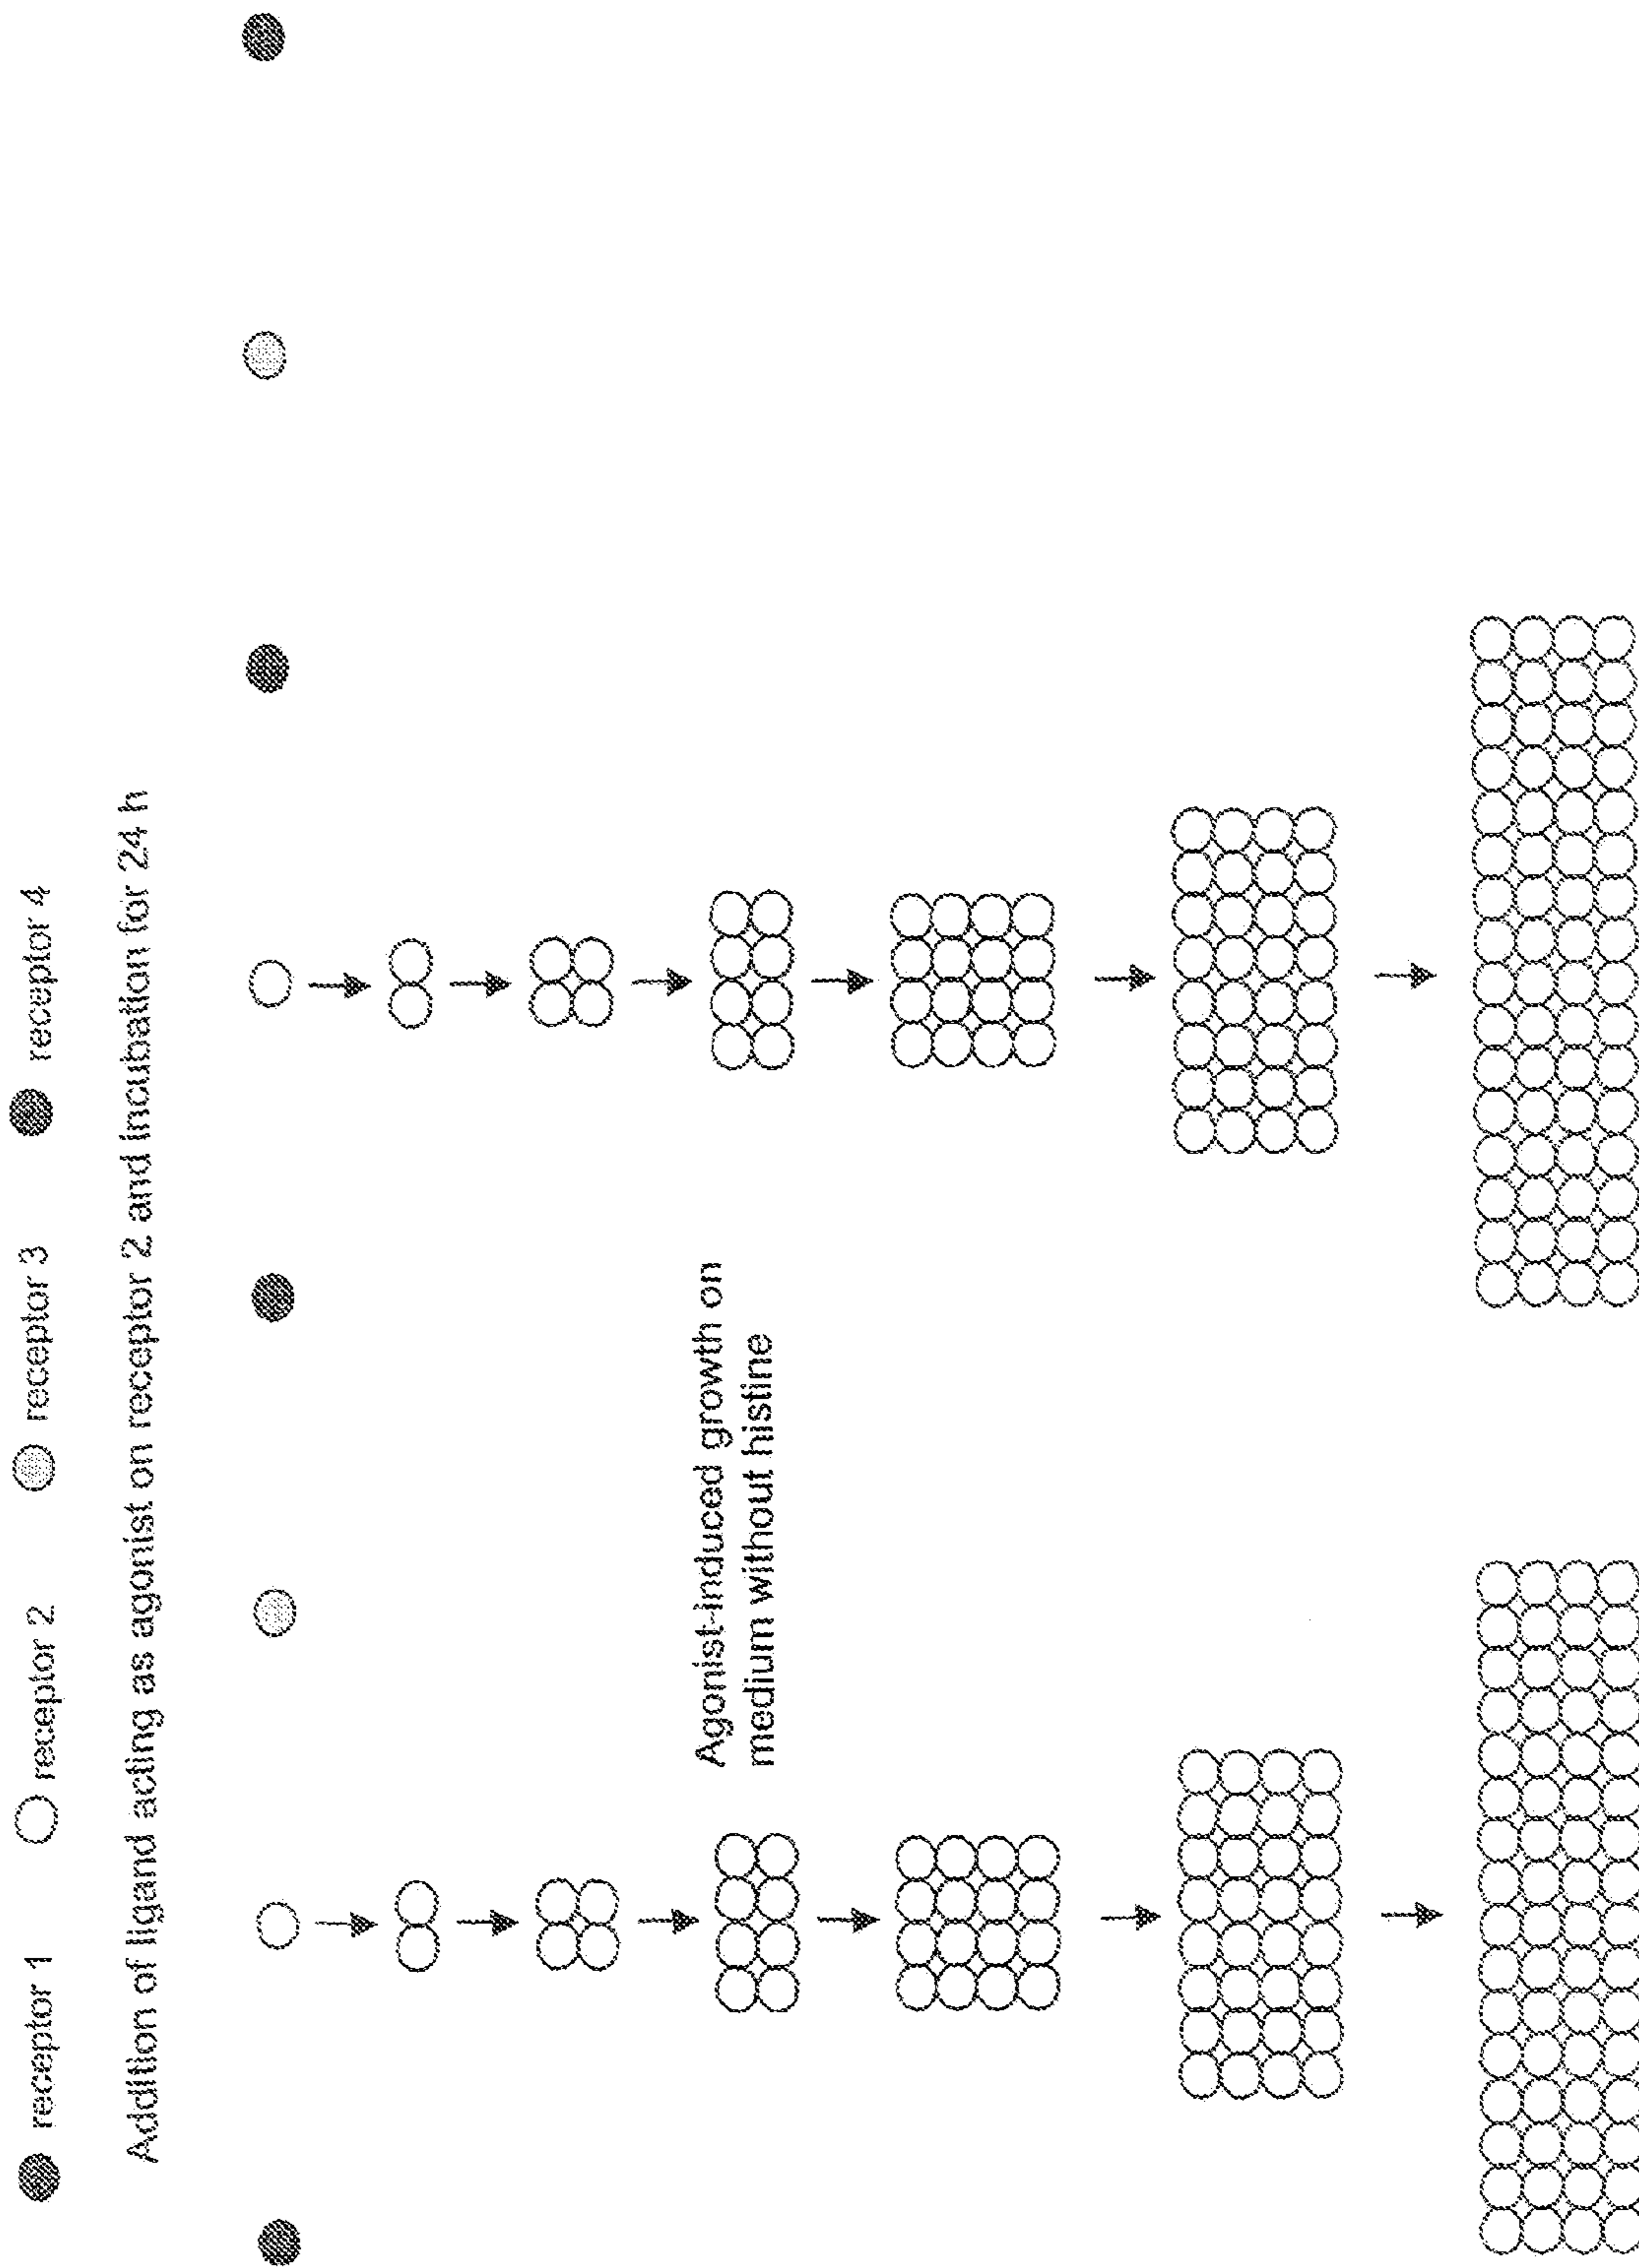 receptor 1 receptor 2 receptor 3 receptor 4
Addition of ligand acting as agonist on receptor 2 and incubation for 24 h
Agonist-induced growth on
medium without histine